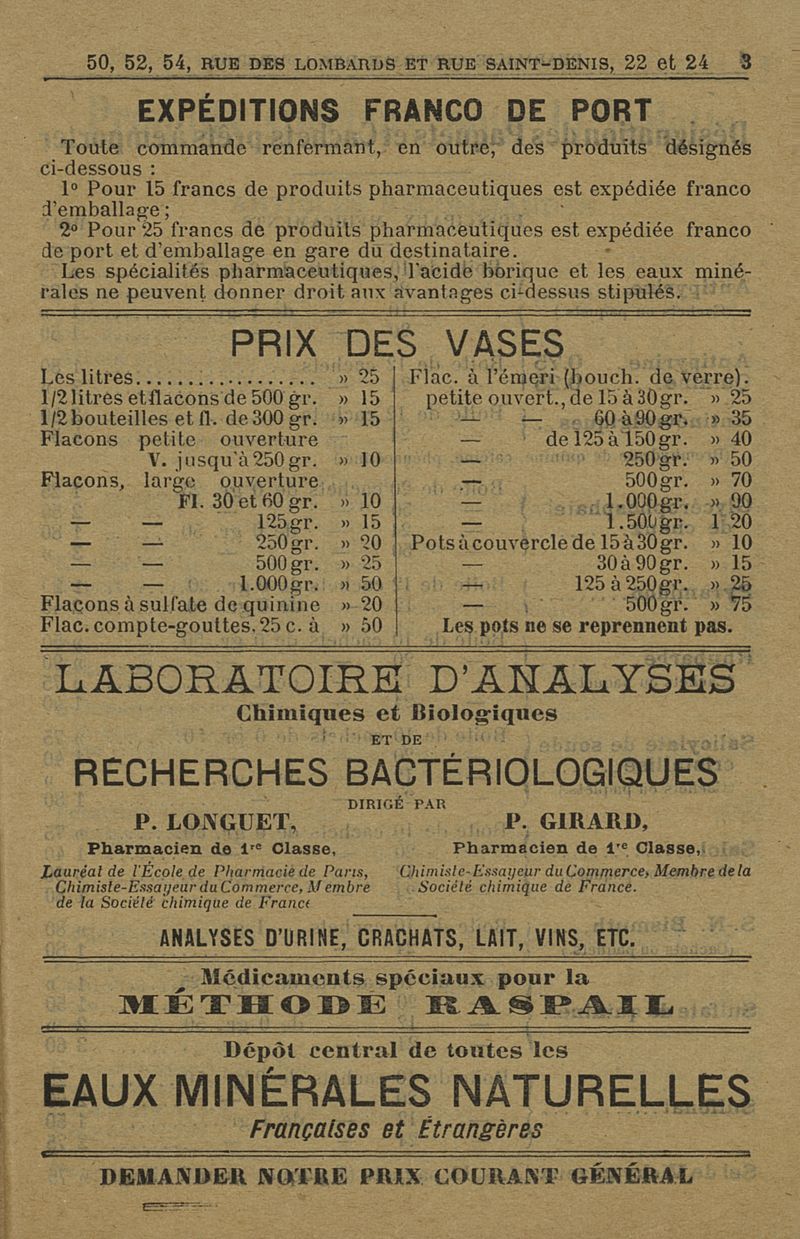 50, 52, 54, RUE DES LOMBARDS ET RUE SAINT-DENIS, 22 et 24 3
EXPÉDITIONS FRANCO DE PORT
Toute commande renfermant, en outre, des produits désignés
ci-dessous :
1º Pour 15 francs de produits pharmaceutiques est expédiée franco
d'emballage;
2º Pour 25 francs de produits pharmaceutiques est expédiée franco
de port et d'emballage en gare du destinataire.
Les spécialités pharmaceutiques, l'acide borique et les eaux miné-
rales ne peuvent donner droit aux avantages ci-dessus stipulés.
PRIX DES VASES
Les litres.................. » 25
1/2 litres et flacons de 500 gr. » 15
1/2 bouteilles et fl. de 300 gr. » 15
Flacons petite ouverture
V. jusqu'à 250 gr. » 10
Flacons, large ouverture
Fl. 30 et 60 gr. » 10
— — 125 gr. » 15
— — 250 gr. » 20
— — 500 gr. » 25
— — 1.000 gr. » 50
Flacons à sulfate de quinine » 20
Flac. compte-gouttes, 25 c. à » 50
Flac. à l'émeri (bouch. de verre).
petite ouvert., de 15 à 30 gr. » 25
— — 60 à 90 gr. » 35
— de 125 à 150 gr. » 40
— 250 gr. » 50
— 500 gr. » 70
— 1.000 gr. » 90
— 1.500 gr. 1 20
Pots à couvercle de 15 à 30 gr. » 10
— 30 à 90 gr. » 15
— 125 à 250 gr. » 25
— 500 gr. » 75
Les pots ne se reprennent pas.
LABORATOIRE D'ANALYSES
Chimiques et Biologiques
ET DE
RECHERCHES BACTÉRIOLOGIQUES
DIRIGÉ PAR
P. LONGUET,
Pharmacien de 1re Classe,
Lauréat de l'École de Pharmacie de Paris,
Chimiste-Essayeur du Commerce, Membre
de la Société chimique de France
P. GIRARD,
Pharmacien de 1re Classe,
Chimiste-Essayeur du Commerce, Membre de la
Société chimique de France.
ANALYSES D'URINE, CRACHATS, LAIT, VINS, ETC.
Médicaments spéciaux pour la
MÉTHODE RASPAIL
Dépôt central de toutes les
EAUX MINÉRALES NATURELLES
Françaises et Étrangères
DEMANDER NOTRE PRIX COURANT GÉNÉRAL